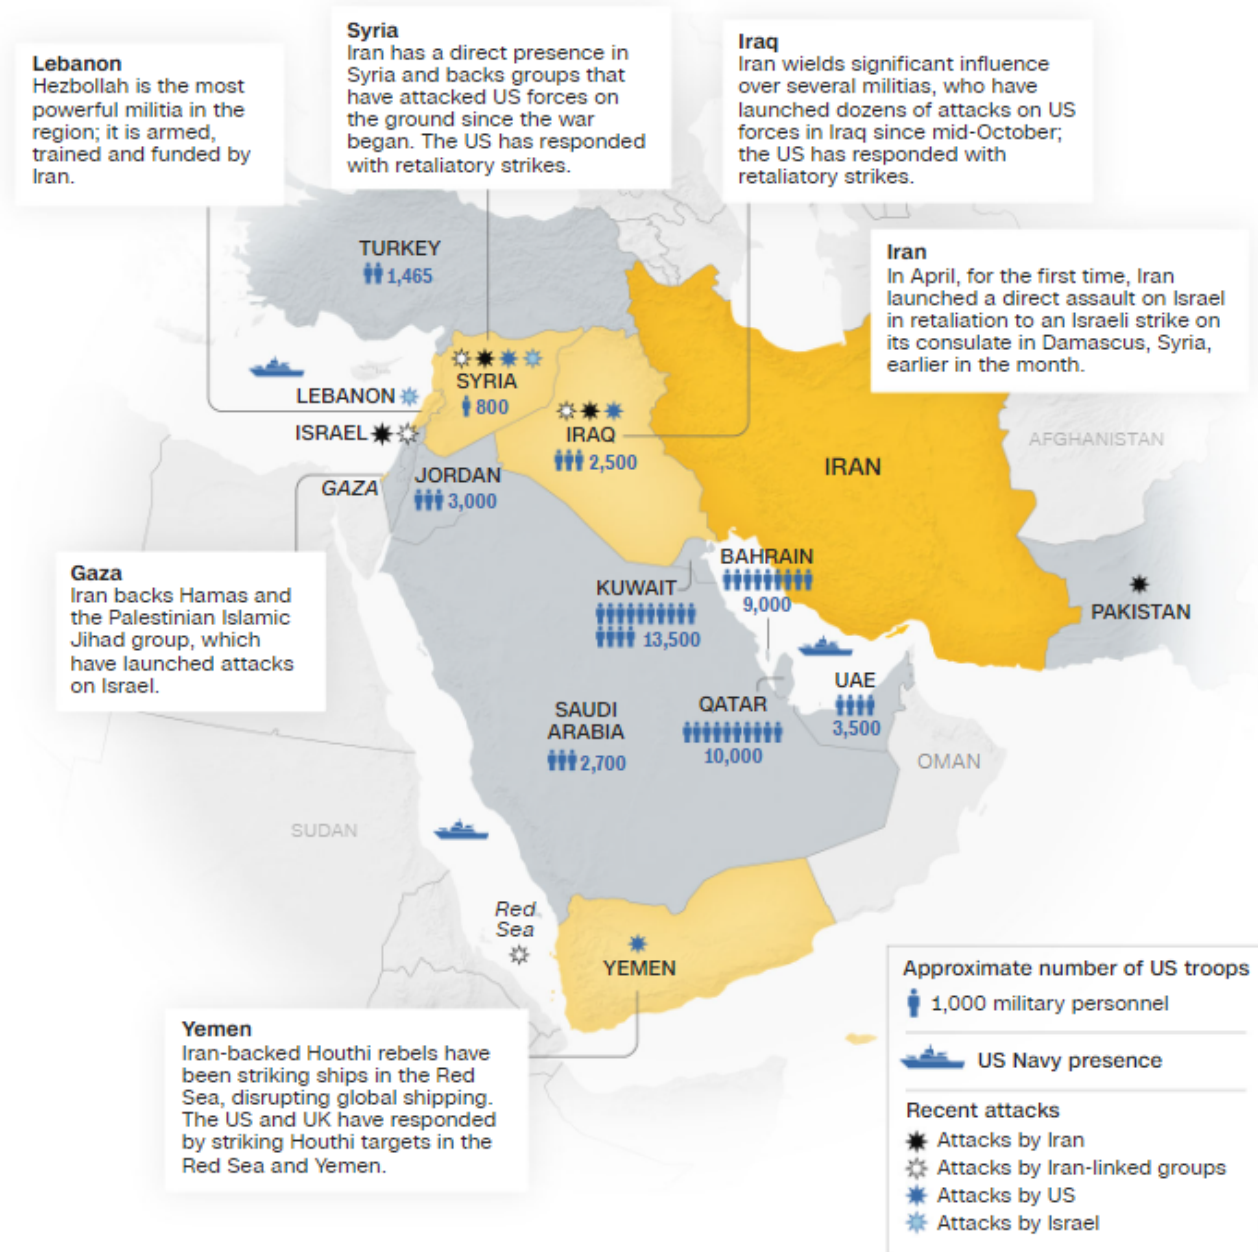 Syria
Iran has a direct presence in
Syria and backs groups that
have attacked US forces on
the ground since the war
began. The US has responded
with retaliatory strikes.
Iraq
Iran wields significant influence
over several militias, who have
launched dozens of attacks on US
forces in Iraq since mid-October;
the US has responded with
retaliatory strikes.
Lebanon
Hezbollah is the most
powerful militia in the
region; it is armed,
trained and funded by
Iran.
Iran
In April, for the first time, Iran
launched a direct assault on Israel
in retaliation to an Israeli strike on
its consulate in Damascus, Syria,
earlier in the month.
TURKEY
1,465
SYRIA
800
LEBANON
ISRAEL
IRAQ
2,500
IRAN
AFGHANISTAN
JORDAN
3,000
GAZA
Gaza
Iran backs Hamas and
the Palestinian Islamic
Jihad group, which
have launched attacks
on Israel.
KUWAIT
13,500
BAHRAIN
9,000
PAKISTAN
SAUDI
ARABIA
2,700
QATAR
10,000
UAE
3,500
OMAN
SUDAN
Red
Sea
YEMEN
Yemen
Iran-backed Houthi rebels have
been striking ships in the Red
Sea, disrupting global shipping.
The US and UK have responded
by striking Houthi targets in the
Red Sea and Yemen.
Approximate number of US troops
1,000 military personnel
US Navy presence
Recent attacks
Attacks by Iran
Attacks by Iran-linked groups
Attacks by US
Attacks by Israel